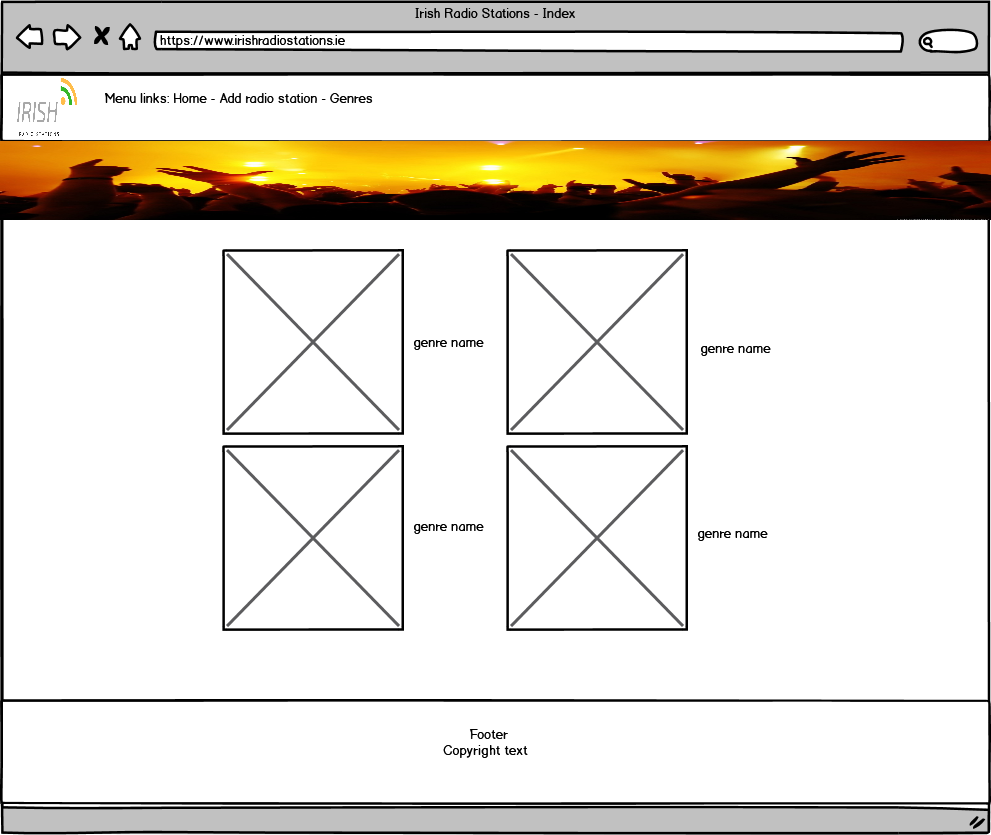 Irish Radio Stations - Index
https://www.irishradiostations.ie
IRISH
RADIO STATIONS
Menu links: Home - Add radio station - Genres
genre name
genre name
genre name
genre name
Footer
Copyright text